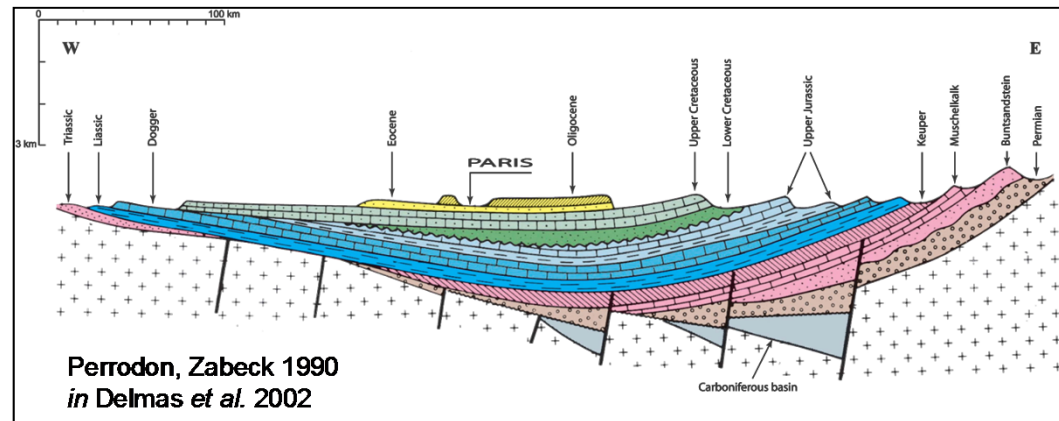 0 100 km
W E
3 km
Triassic
Liassic
Dogger
Eocene
PARIS
Oligocene
Upper Cretaceous
Lower Cretaceous
Upper Jurassic
Keuper
Muschelkalk
Buntsandstein
Permian
Carboniferous basin
Perrodon, Zabeck 1990
in Delmas et al. 2002